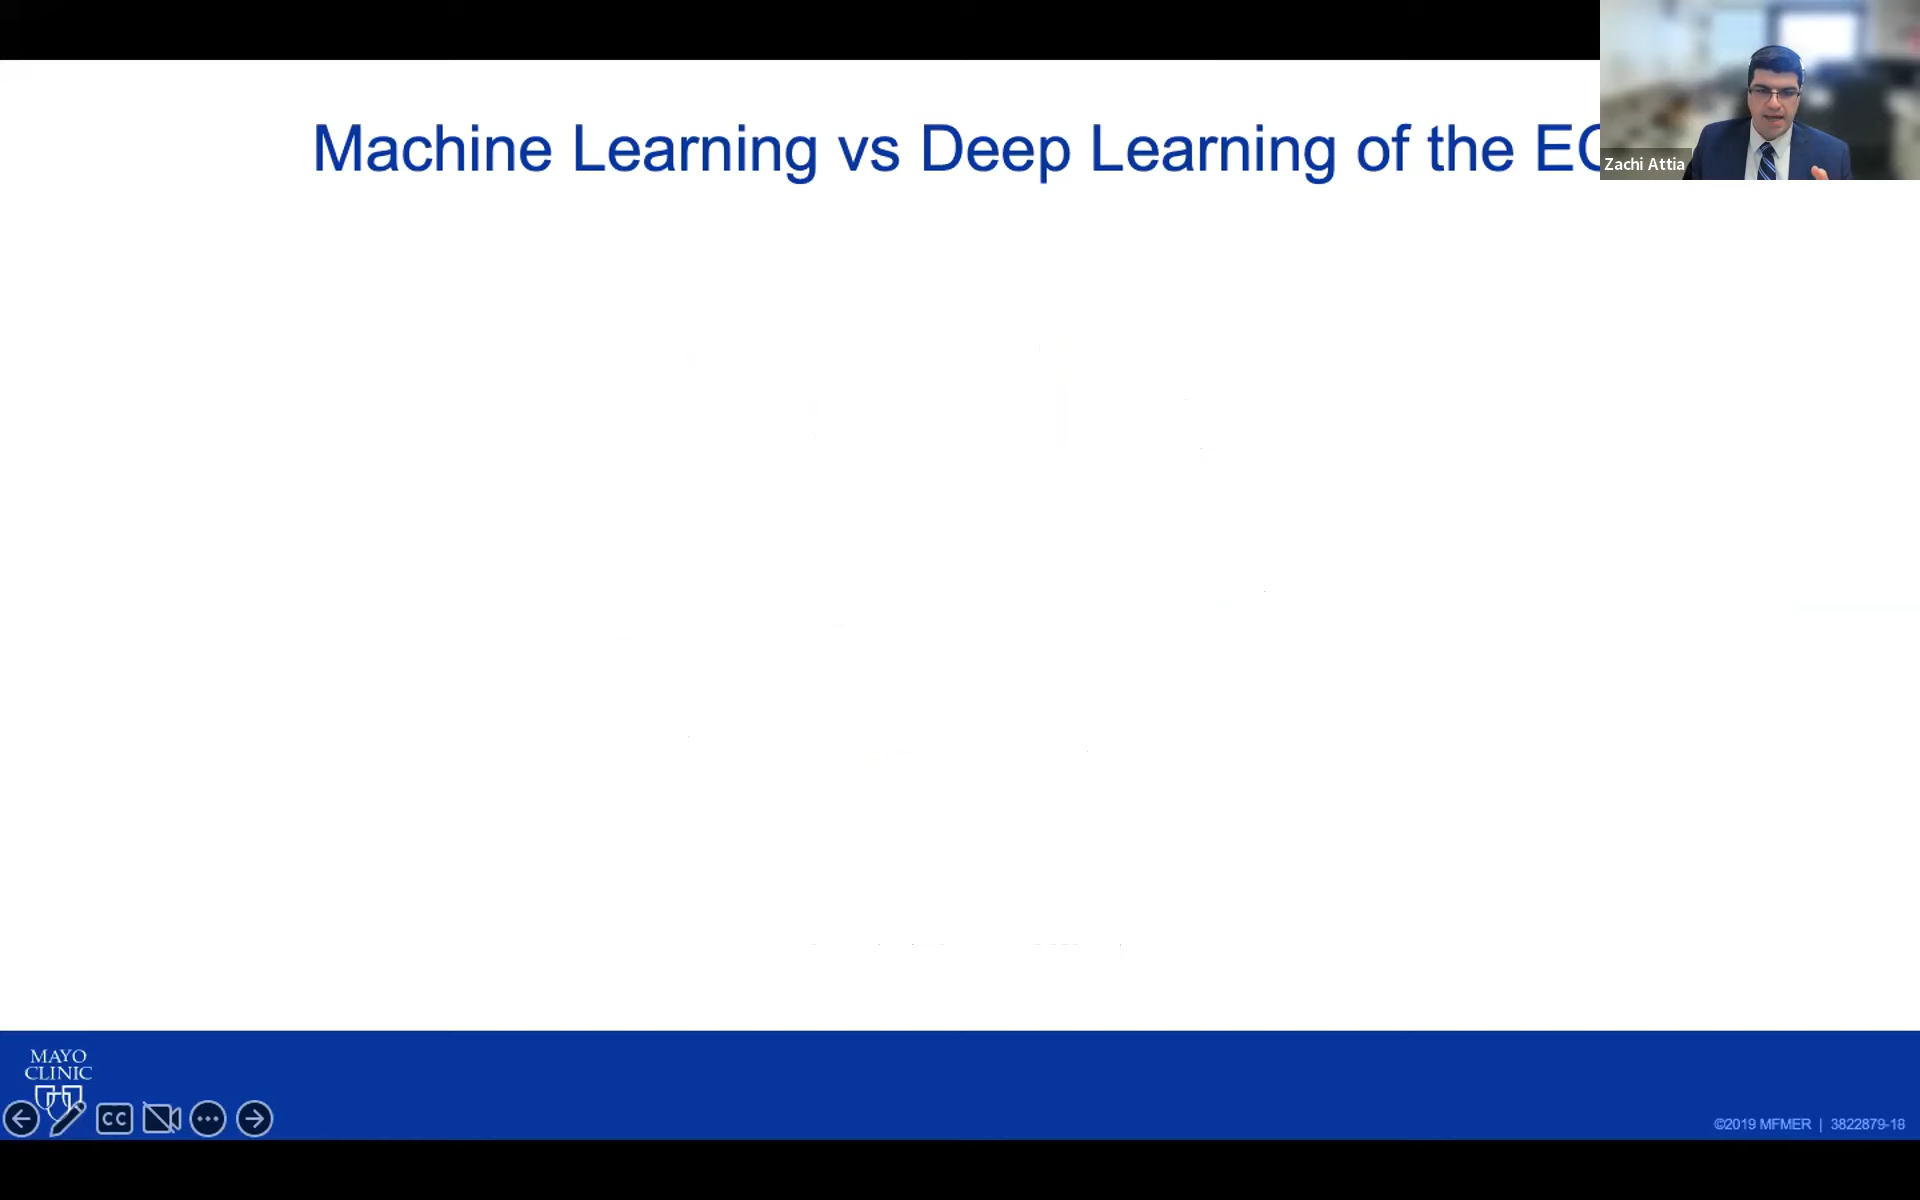 Machine Learning vs Deep Learning of the EC
Zachi Attia
MAYO
CLINIC
CC
©2019 MFMER | 3822879-18